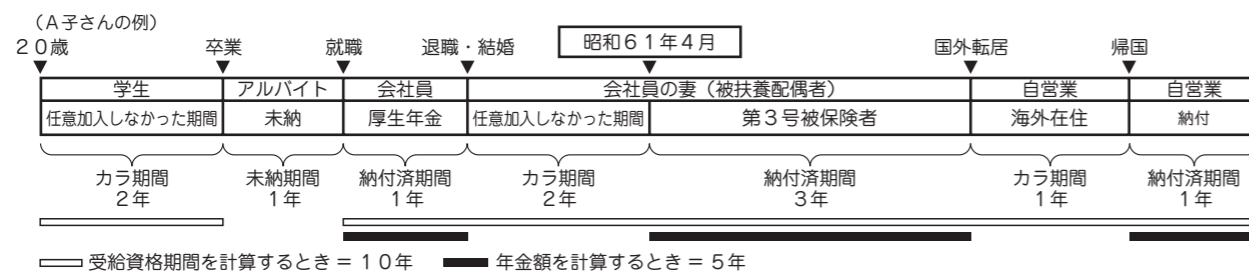 (A子さんの例)
20歳 卒業 就職 退職・結婚 昭和61年4月 国外転居 帰国
▼ ▼ ▼ ▼ ▼ ▼ ▼
学生 アルバイト 会社員 会社員の妻(被扶養配偶者) 自営業 自営業
任意加入しなかった期間 未納 厚生年金 任意加入しなかった期間 第3号被保険者 海外在住 納付
カラ期間 未納期間 納付済期間 カラ期間 納付済期間 カラ期間 納付済期間
2年 1年 1年 2年 3年 1年 1年
受給資格期間を計算するとき=10年 年金額を計算するとき=5年